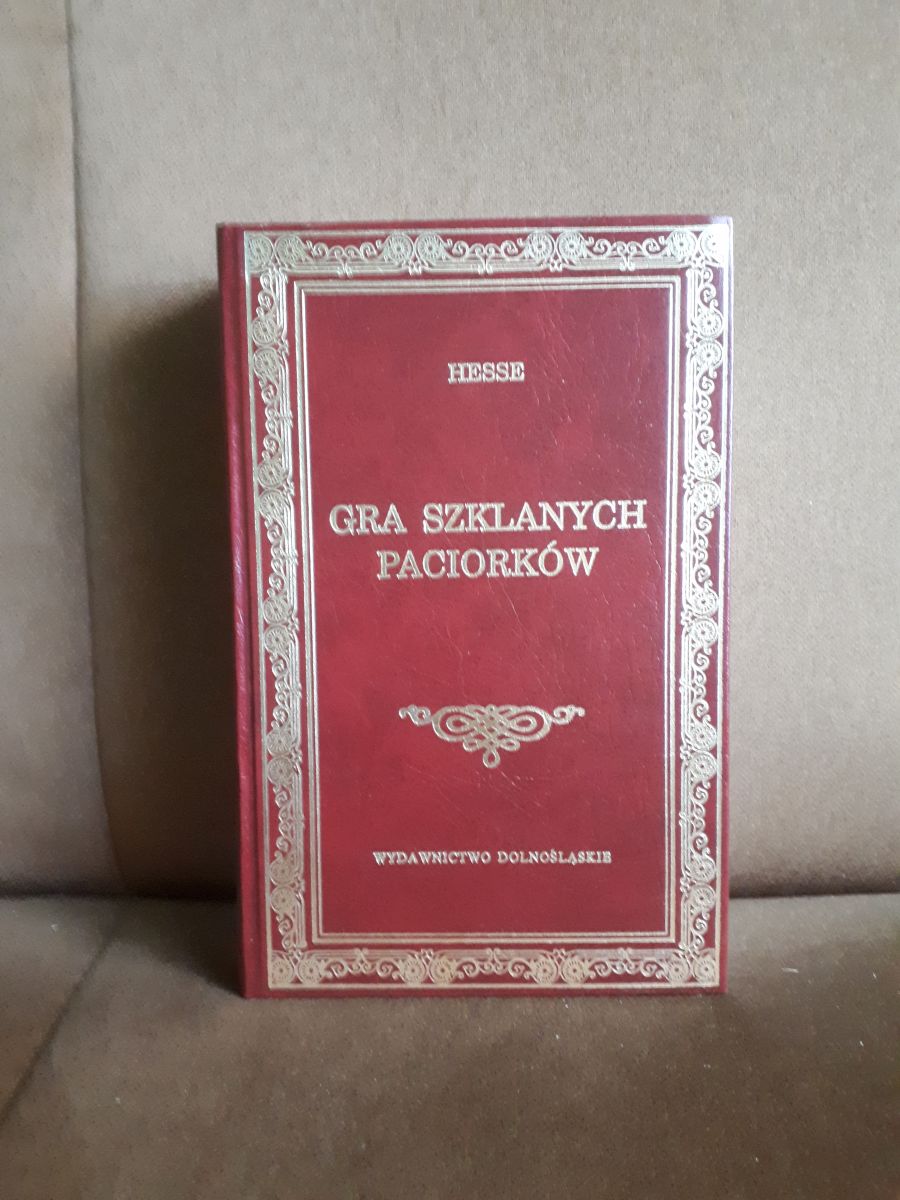 HESSE
GRA SZKLANYCH
PACIORKÓW
WYDAWNICTWO DOLNOŚLĄSKIE